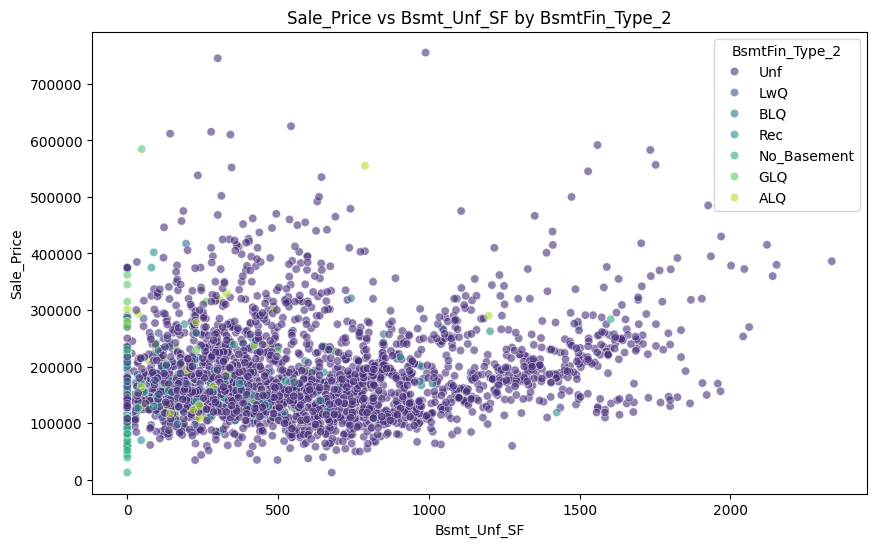 Sale_Price vs Bsmt_Unf_SF by BsmtFin_Type_2
BsmtFin_Type_2
Unf
LwQ
BLQ
Rec
No_Basement
GLQ
ALQ
Sale_Price
700000
600000
500000
400000
300000
200000
100000
0
0
500
1000
1500
2000
Bsmt_Unf_SF